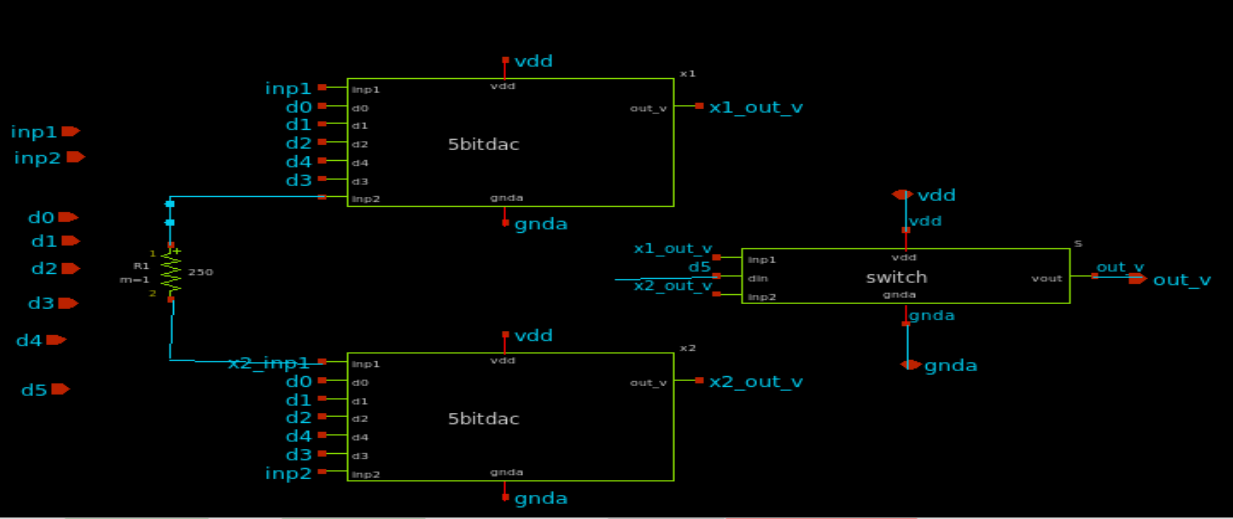 inp1
inp2
d0
d1
d2
d3
d4
d5
vdd
x1
inp1
d0
d1
d2
d4
d3
inp1
d0
d1
d2
d4
d3
inp2
vdd
5bitdac
gnda
out_v
x1_out_v
gnda
1
+
R1
m=1
2
250
vdd
x2
x2_inp1
d0
d1
d2
d4
d3
inp2
inp1
d0
d1
d2
d4
d3
inp2
vdd
5bitdac
gnda
out_v
x2_out_v
gnda
vdd
vdd
S
x1_out_v
d5
x2_out_v
inp1
din
inp2
vdd
switch
gnda
vout
out_v
out_v
gnda
gnda